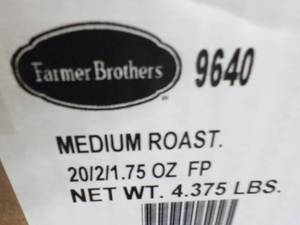 Farmer Brothers
9640
MEDIUM ROAST.
20/2/1.75 OZ FP
NET WT. 4.375 LBS.